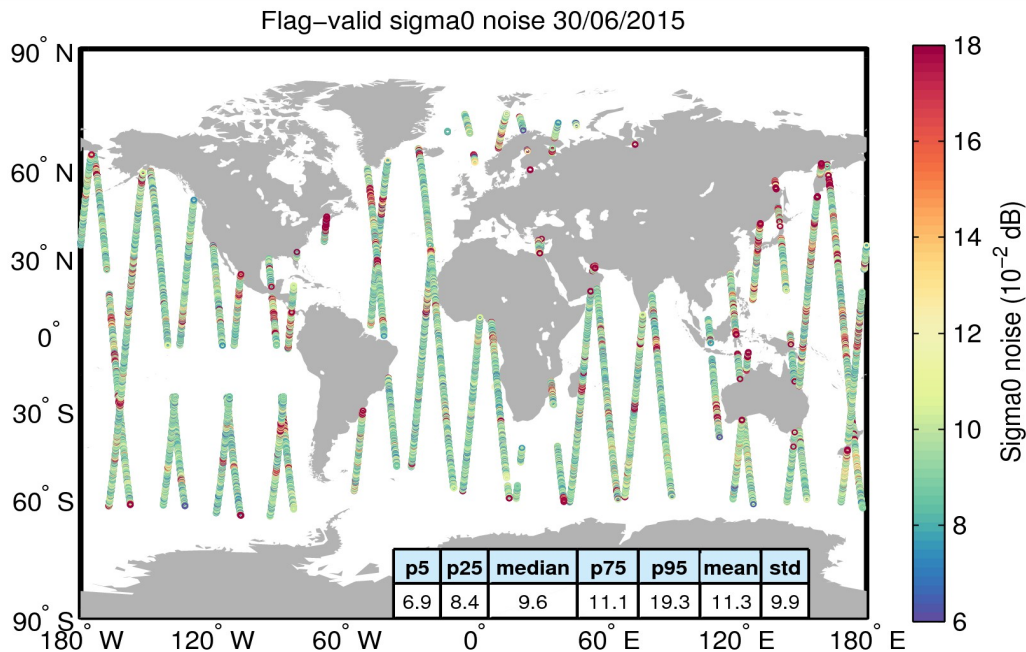 Flag−valid sigma0 noise 30/06/2015
90° N
60° N
30° N
0°
30° S
60° S
90° S
180° W 120° W 60° W 0° 60° E 120° E 180° E
p5 p25 median p75 p95 mean std
6.9 8.4 9.6 11.1 19.3 11.3 9.9
18
16
14
12
10
8
6
Sigma0 noise (10⁻² dB)